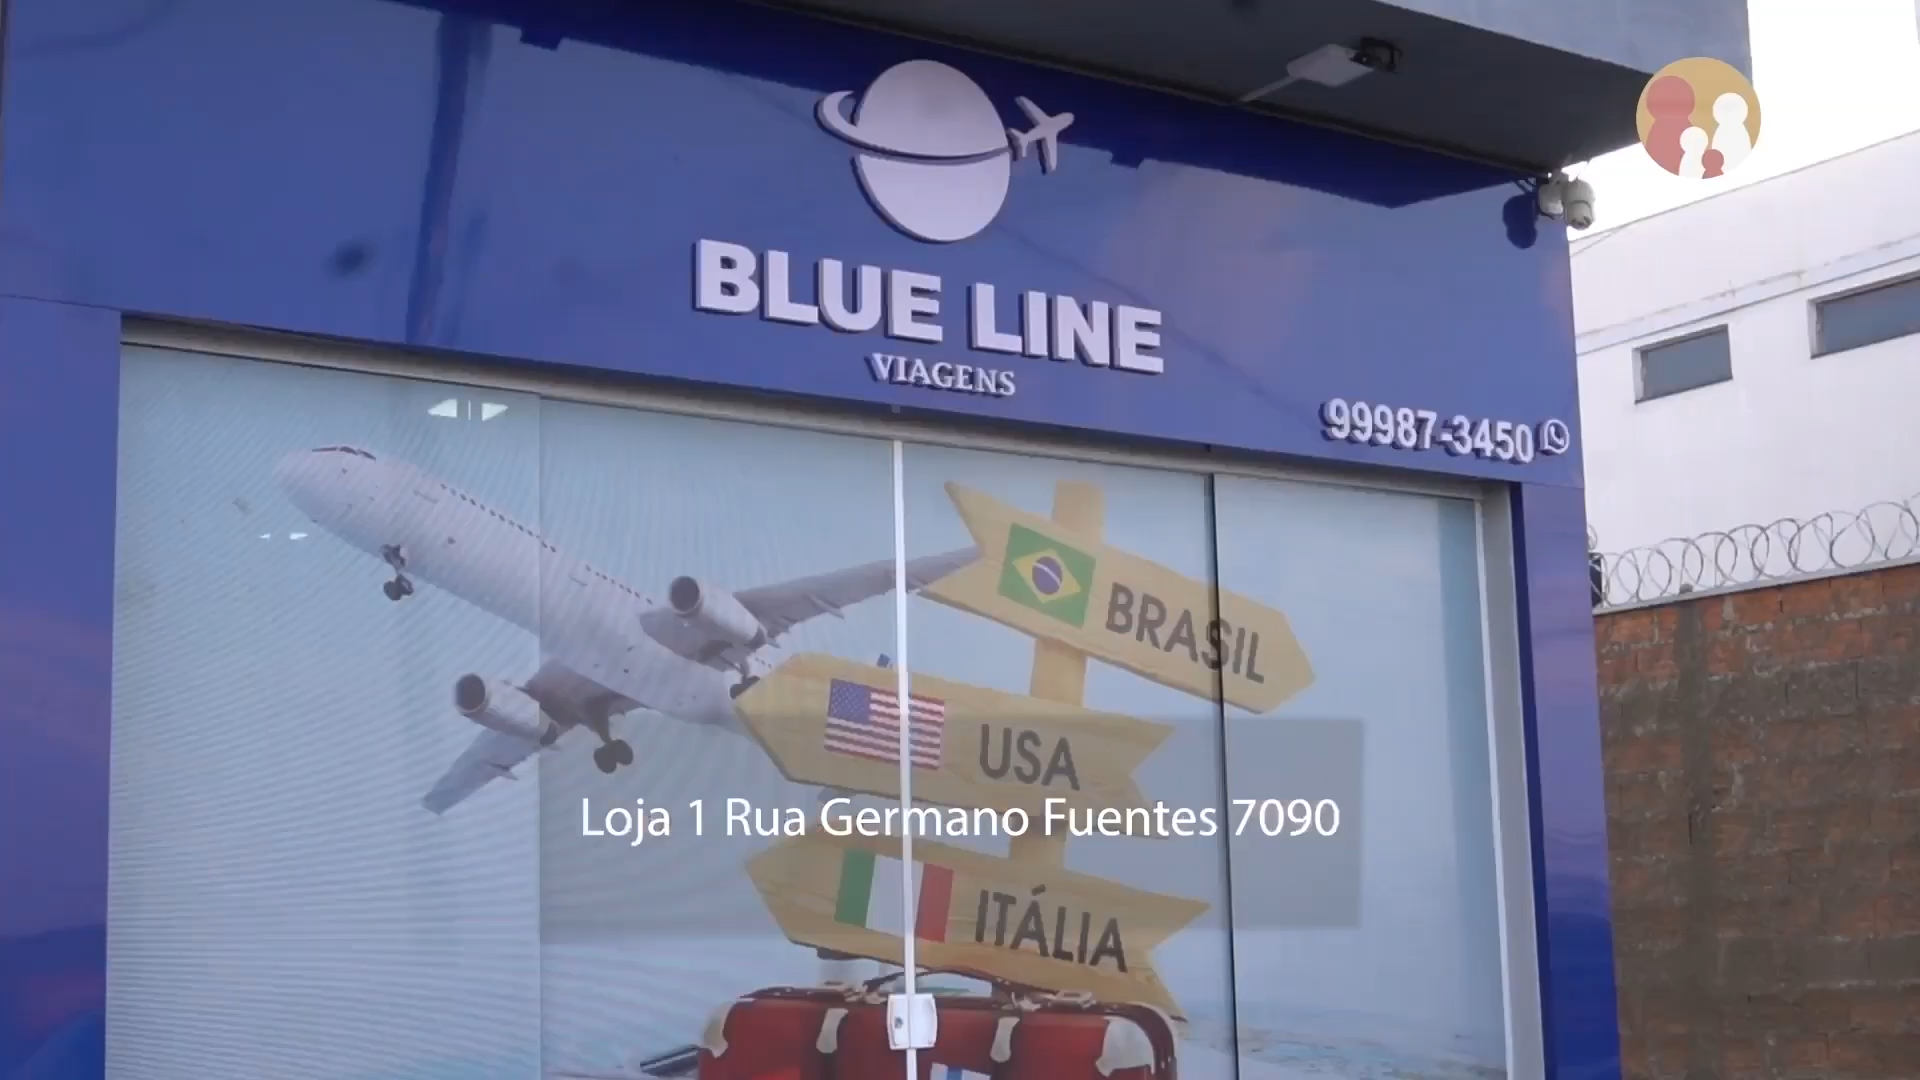 BLUE LINE
VIAGENS
99987-3450
BRASIL
USA
Loja 1 Rua Germano Fuentes 7090
ITÁLIA